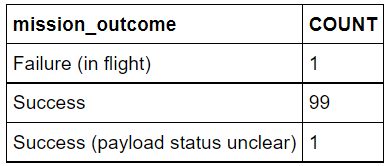 mission_outcome COUNT
Failure (in flight) 1
Success 99
Success (payload status unclear) 1